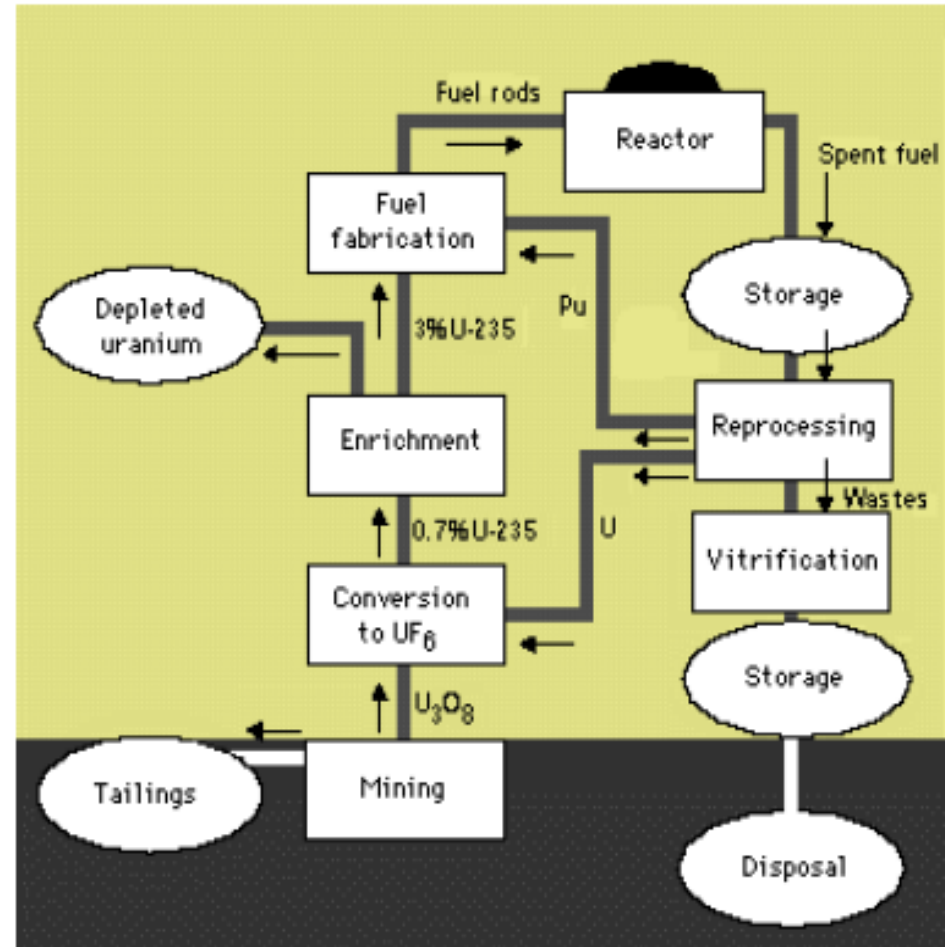 Fuel rods
Reactor
Spent fuel
Fuel
fabrication
Storage
Depleted
uranium
Pu
3%U-235
Reprocessing
Enrichment
Wastes
0.7%U-235
U
Vitrification
Conversion
to UF₆
Storage
U₃O₈
Tailings
Mining
Disposal